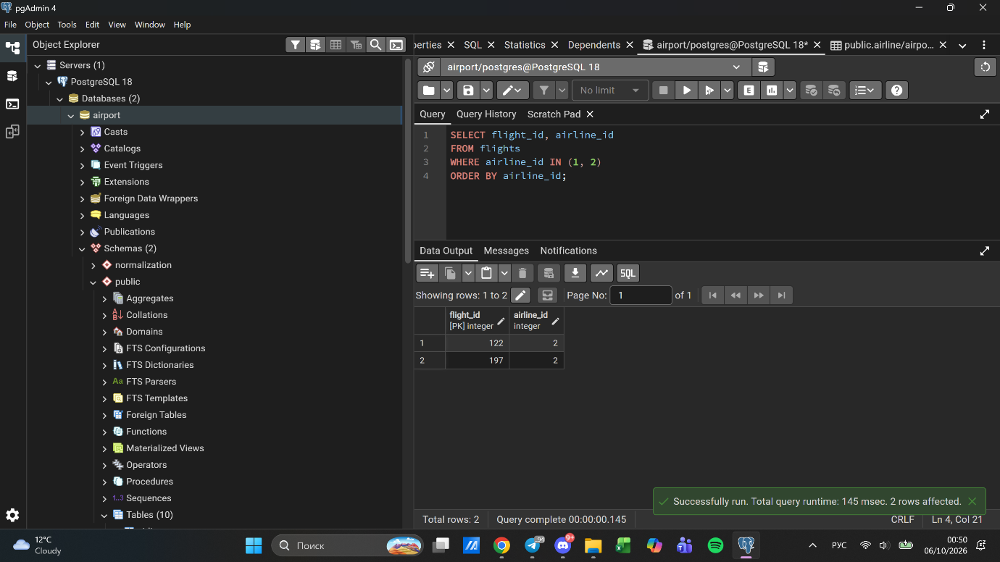 pgAdmin 4
File Object Tools Edit View Window Help
Object Explorer
Servers (1)
PostgreSQL 18
Databases (2)
airport
Casts
Catalogs
Event Triggers
Extensions
Foreign Data Wrappers
Languages
Publications
Schemas (2)
normalization
public
Aggregates
Collations
Domains
FTS Configurations
FTS Dictionaries
Aa FTS Parsers
FTS Templates
Foreign Tables
Functions
Materialized Views
Operators
Procedures
1..3 Sequences
Tables (10)
perties SQL Statistics Dependents airport/postgres@PostgreSQL 18* public.airline/airpo...
airport/postgres@PostgreSQL 18
No limit E
Query Query History Scratch Pad
1 SELECT flight_id, airline_id
2 FROM flights
3 WHERE airline_id IN (1, 2)
4 ORDER BY airline_id;
Data Output Messages Notifications
SQL
Showing rows: 1 to 2 Page No: 1 of 1
flight_id airline_id
[PK] integer integer
1 122 2
2 197 2
Successfully run. Total query runtime: 145 msec. 2 rows affected.
Total rows: 2 Query complete 00:00:00.145 CRLF Ln 4, Col 21
12°C
Cloudy
Поиск
94
9+
РУС
00:50
06/10/2026